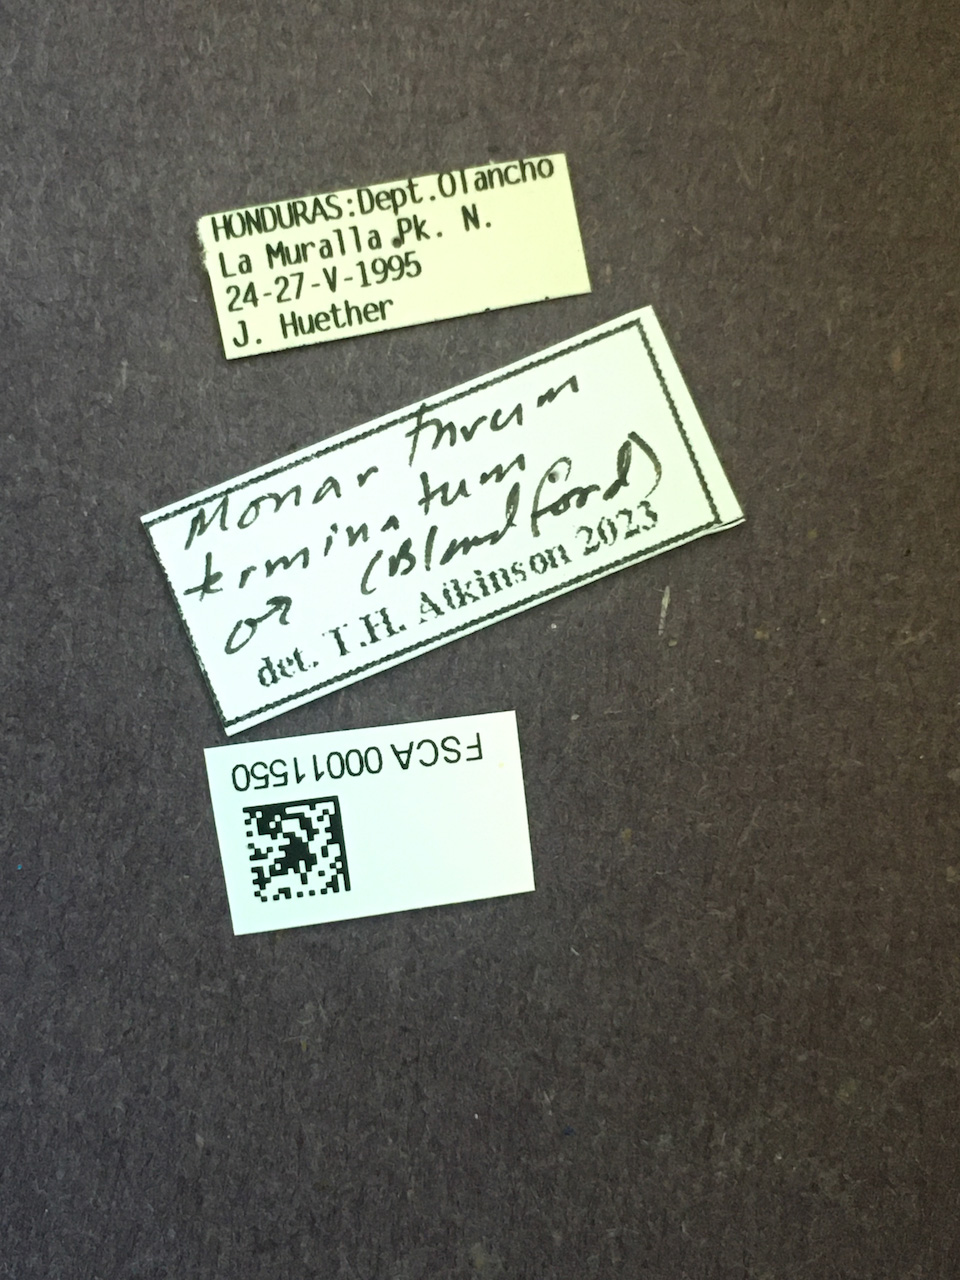 HONDURAS:Dept.Olancho
La Muralla Pk. N.
24-27-V-1995
J. Huether
Monarthrum
terminatum
♂ (Blandford)
det. T.H. Atkinson 2023
FSCA 00011550